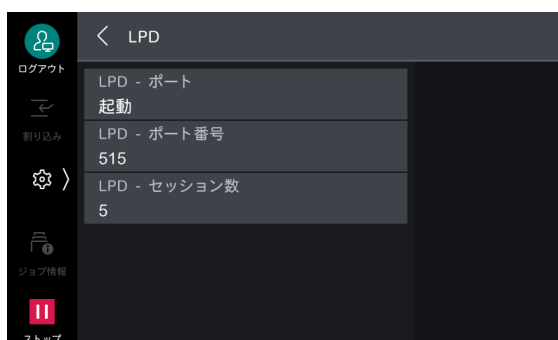 LPD
ログアウト
LPD - ポート
起動
割り込み
LPD - ポート番号
515
LPD - セッション数
5
ジョブ情報
ストップ